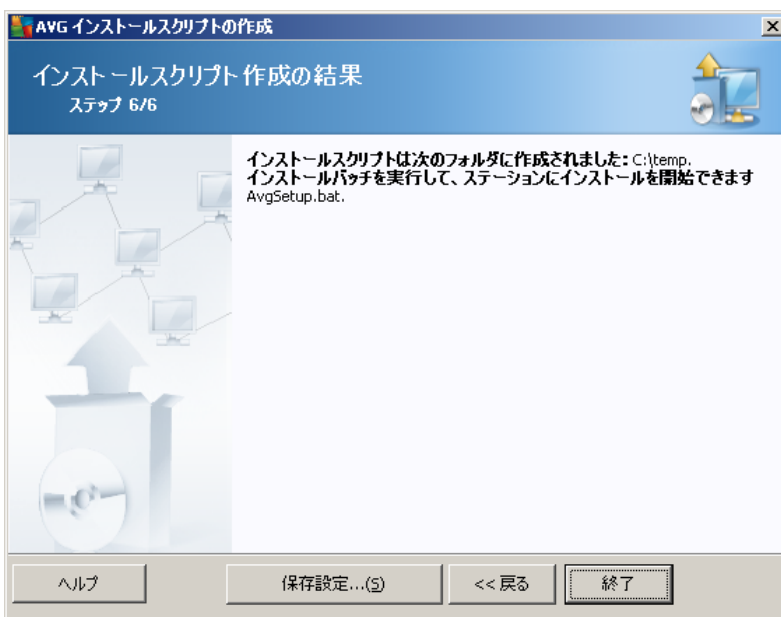 AVG インストールスクリプトの作成
インストールスクリプト作成の結果
ステップ 6/6
インストールスクリプトは次のフォルダに作成されました: C:\temp.
インストールバッチを実行して、ステーションにインストールを開始できます
AvgSetup.bat.
ヘルプ
保存設定...(S)
<< 戻る
終了